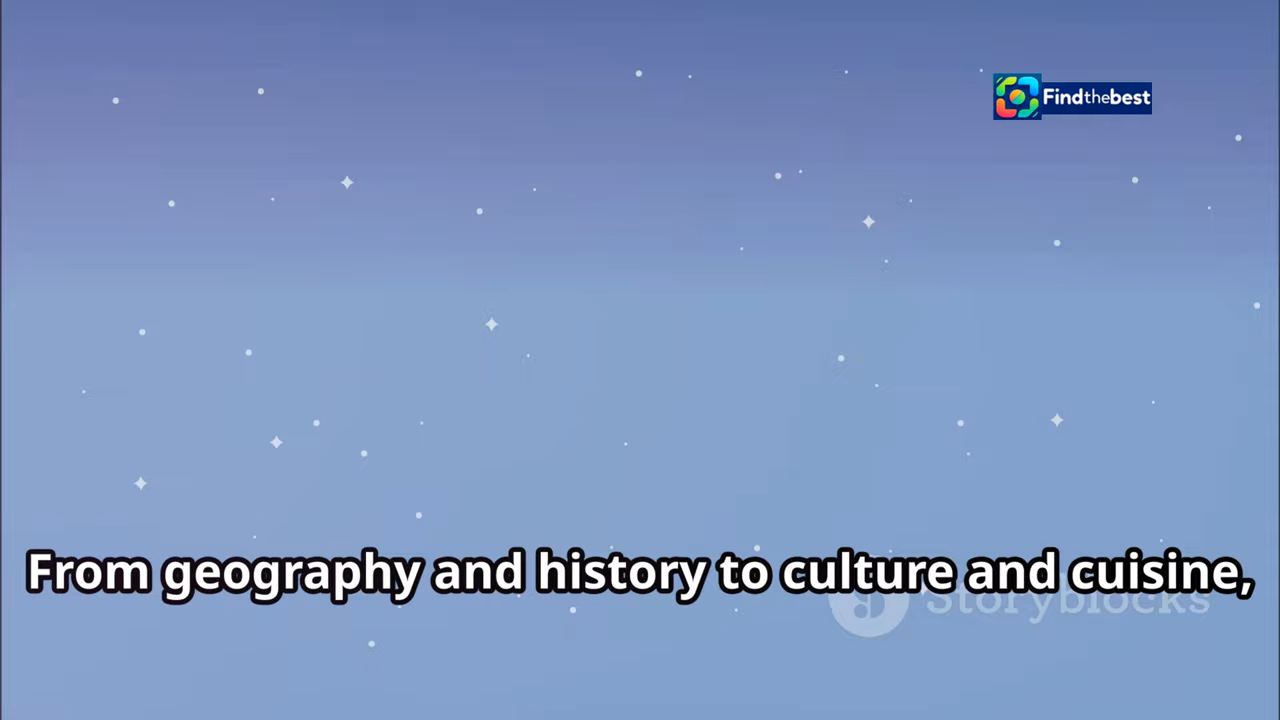 Findthebest
From geography and history to culture and cuisine,
Storyblocks